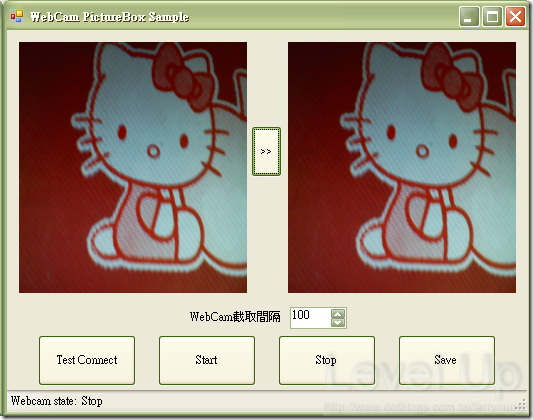 WebCam PictureBox Sample
>>
WebCam截取間隔 100
Test Connect
Start
Stop
Save
Level Up
Webcam state: Stop